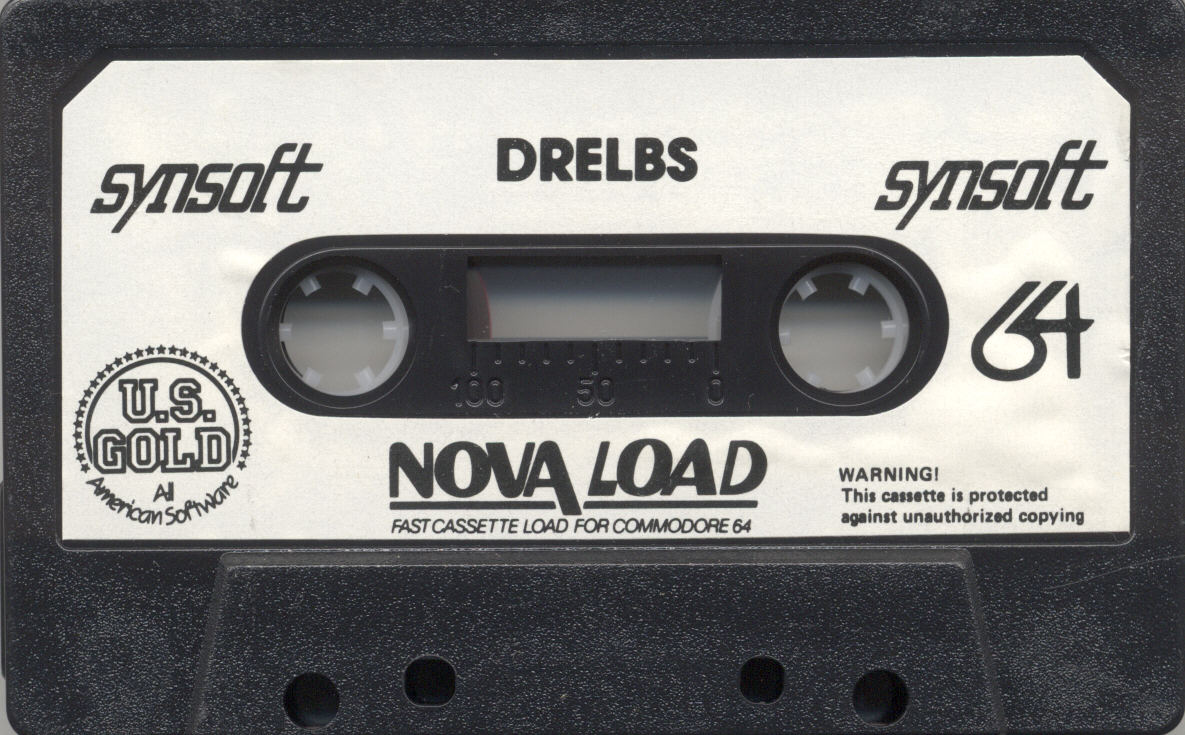 DRELBS
synsoft
synsoft
64
100 50 0
U.S.
GOLD
All
American Software
NOVA LOAD
FAST CASSETTE LOAD FOR COMMODORE 64
WARNING!
This cassette is protected
against unauthorized copying